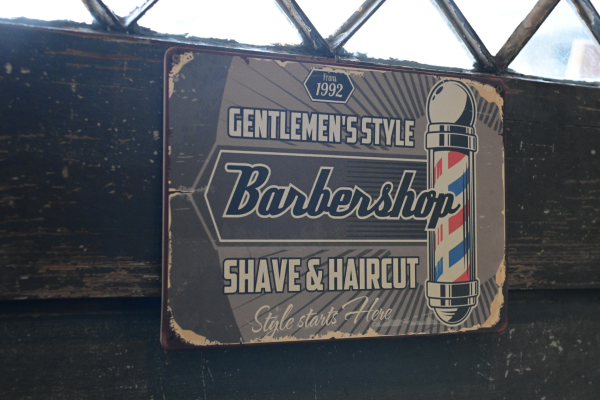 From
1992
GENTLEMEN'S STYLE
Barbershop
SHAVE & HAIRCUT
Style starts Here